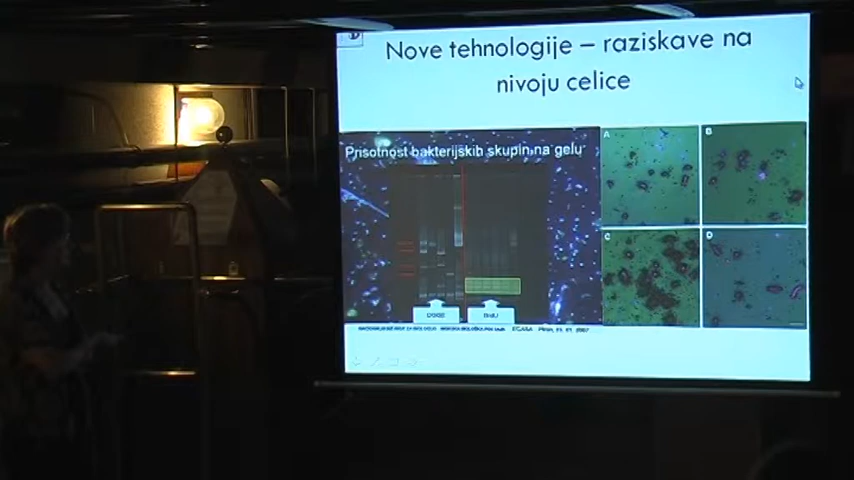 Nove tehnologije – raziskave na
nivoju celice
Prisotnost bakterijskih skupin na gelu
A
B
C
D